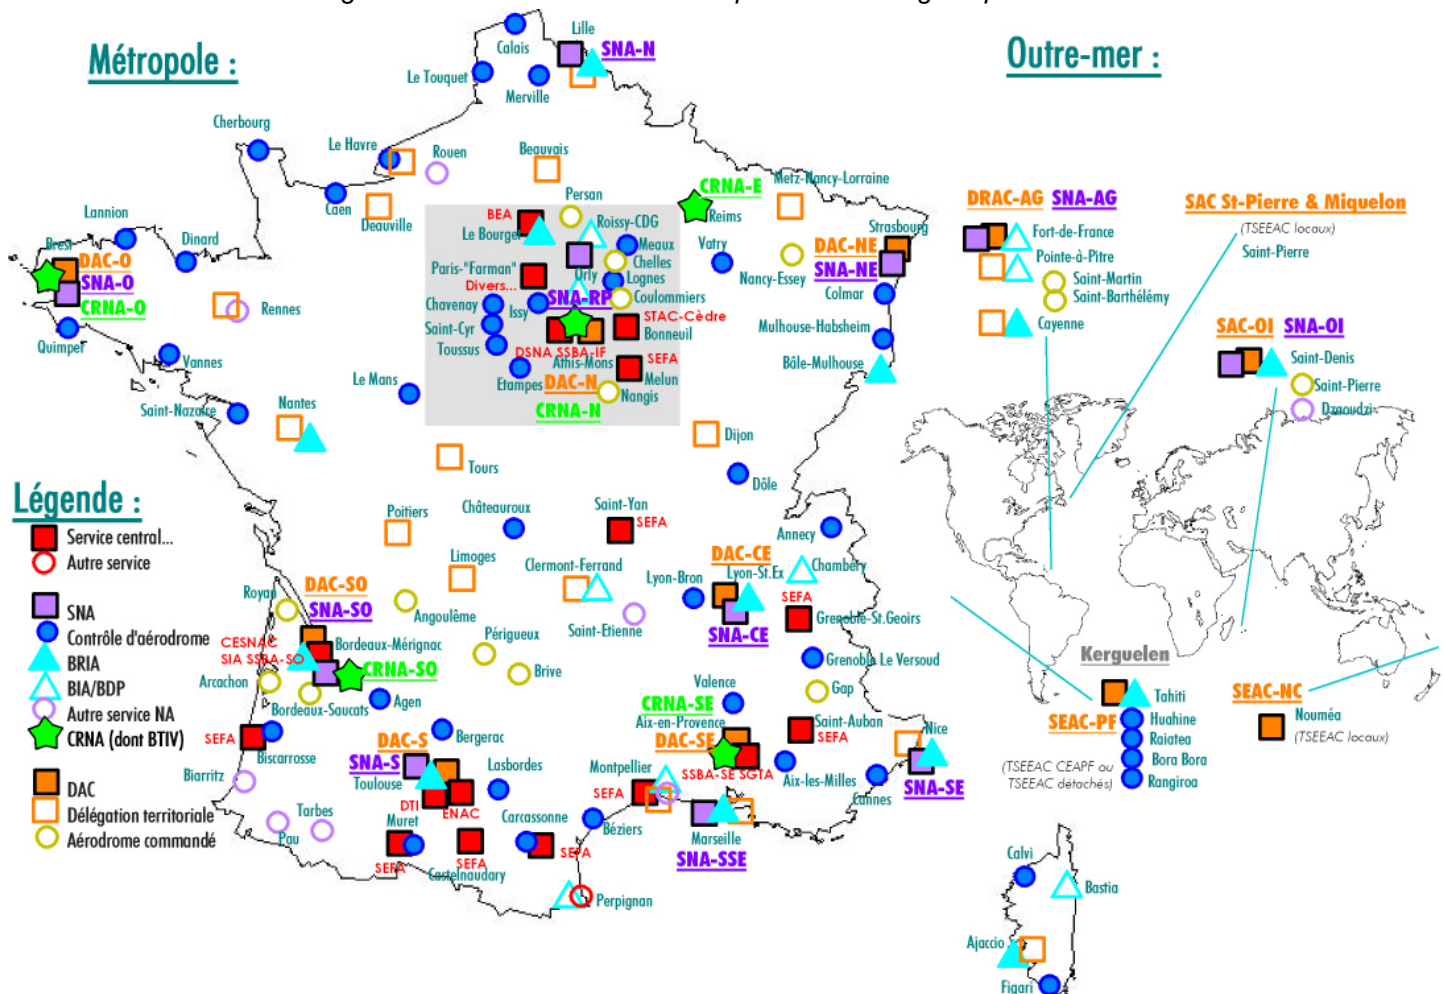 Métropole :
Outre-mer :
Lille
SNA-N
Calais
Le Touquet
Merville
Cherbourg
Le Havre
Rouen
Beauvais
Caen
Deauville
Persan
CRNA-E
Reims
Metz-Nancy-Lorraine
Strasbourg
Lannion
Dinard
Brest
DAC-O
SNA-O
CRNA-O
Rennes
Quimper
Vannes
BEA
Le Bourget
Roissy-CDG
Meaux
Chelles
Orly
Lognes
Paris-"Farman"
Divers...
SNA-RP
Coulommiers
Chavenay
Issy
Saint-Cyr
Toussus
STAC-Cèdre
Bonneuil
DSNA SSBA-IF
Athis-Mons
SEFA
Melun
Etampes
DAC-N
Nangis
CRNA-N
Vatry
Nancy-Essey
DAC-NE
SNA-NE
Colmar
Mulhouse-Habsheim
Bâle-Mulhouse
Le Mans
Saint-Nazaire
Nantes
Tours
Dijon
Dôle
Poitiers
Châteauroux
Saint-Yan
SEFA
Annecy
Limoges
Clermont-Ferrand
DAC-CE
Lyon-St.Ex
Lyon-Bron
Chambéry
SNA-CE
SEFA
Grenoble-St.Geoirs
Grenoble Le Versoud
Saint-Etienne
DAC-SO
SNA-SO
Royan
Angoulême
Périgueux
Brive
CESNAC
SIA SSBA-SO
Bordeaux-Mérignac
CRNA-SO
Arcachon
Bordeaux-Saucats
Agen
Valence
Gap
CRNA-SE
Aix-en-Provence
DAC-SE
SSBA-SE SGTA
Saint-Auban
SEFA
Nice
SNA-SE
Cannes
Aix-les-Milles
SEFA
Biscarrosse
Biarritz
Bergerac
DAC-S
SNA-S
Toulouse
Lasbordes
DTI
ENAC
Muret
SEFA
Carcassonne
SEFA
SEFA
Castelnaudary
Pau
Tarbes
Montpellier
SEFA
Béziers
Marseille
SNA-SSE
Perpignan
Légende :
Service central...
Autre service
SNA
Contrôle d'aérodrome
BRIA
BIA/BDP
Autre service NA
CRNA (dont BTIV)
DAC
Délégation territoriale
Aérodrome commandé
DRAC-AG SNA-AG
Fort-de-France
Pointe-à-Pitre
Saint-Martin
Saint-Barthélémy
Cayenne
SAC St-Pierre & Miquelon
(TSEEAC locaux)
Saint-Pierre
SAC-OI SNA-OI
Saint-Denis
Saint-Pierre
Dzaoudzi
Kerguelen
Tahiti
SEAC-PF
Huahine
Raiatea
Bora Bora
Rangiroa
(TSEEAC CEAPF ou
TSEEAC détachés)
SEAC-NC
Nouméa
(TSEEAC locaux)
Calvi
Bastia
Ajaccio
Figari